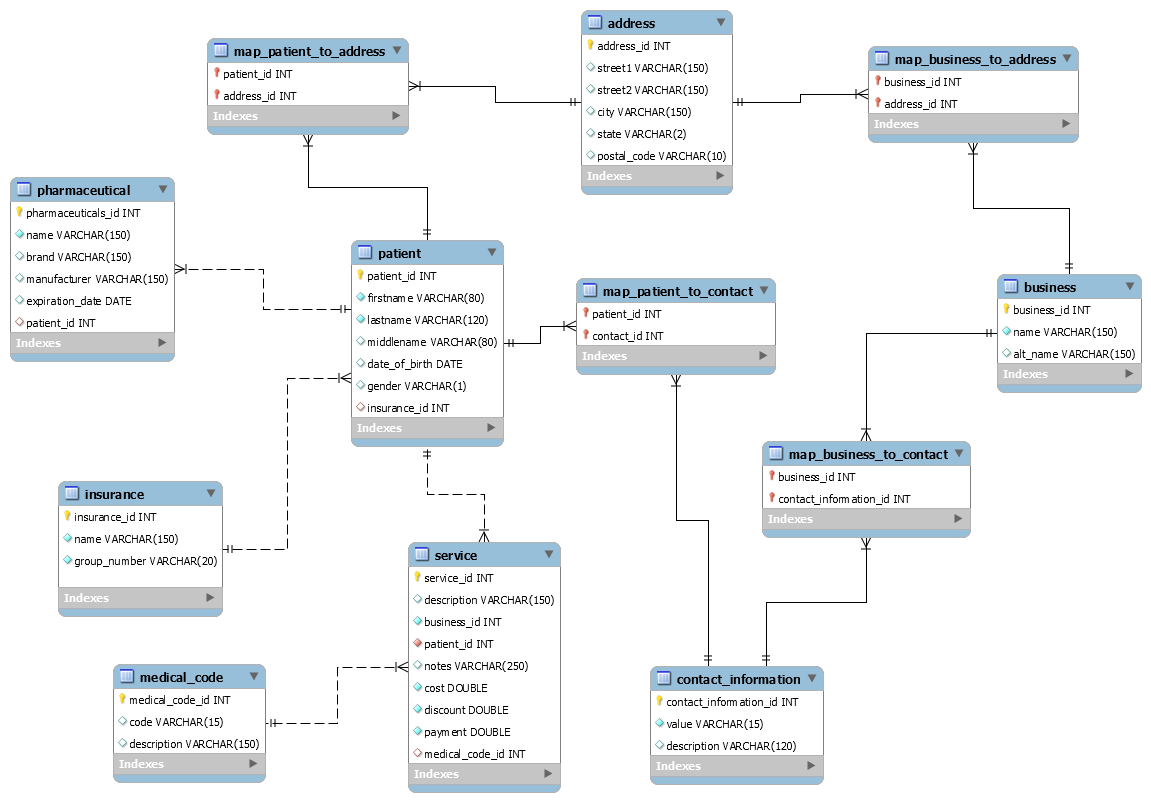 address
address_id INT
street1 VARCHAR(150)
street2 VARCHAR(150)
city VARCHAR(150)
state VARCHAR(2)
postal_code VARCHAR(10)
Indexes
map_patient_to_address
patient_id INT
address_id INT
Indexes
map_business_to_address
business_id INT
address_id INT
Indexes
pharmaceutical
pharmaceuticals_id INT
name VARCHAR(150)
brand VARCHAR(150)
manufacturer VARCHAR(150)
expiration_date DATE
patient_id INT
Indexes
patient
patient_id INT
firstname VARCHAR(80)
lastname VARCHAR(120)
middlename VARCHAR(80)
date_of_birth DATE
gender VARCHAR(1)
insurance_id INT
Indexes
map_patient_to_contact
patient_id INT
contact_id INT
Indexes
business
business_id INT
name VARCHAR(150)
alt_name VARCHAR(150)
Indexes
map_business_to_contact
business_id INT
contact_information_id INT
Indexes
insurance
insurance_id INT
name VARCHAR(150)
group_number VARCHAR(20)
Indexes
service
service_id INT
description VARCHAR(150)
business_id INT
patient_id INT
notes VARCHAR(250)
cost DOUBLE
discount DOUBLE
payment DOUBLE
medical_code_id INT
Indexes
medical_code
medical_code_id INT
code VARCHAR(15)
description VARCHAR(150)
Indexes
contact_information
contact_information_id INT
value VARCHAR(15)
description VARCHAR(120)
Indexes